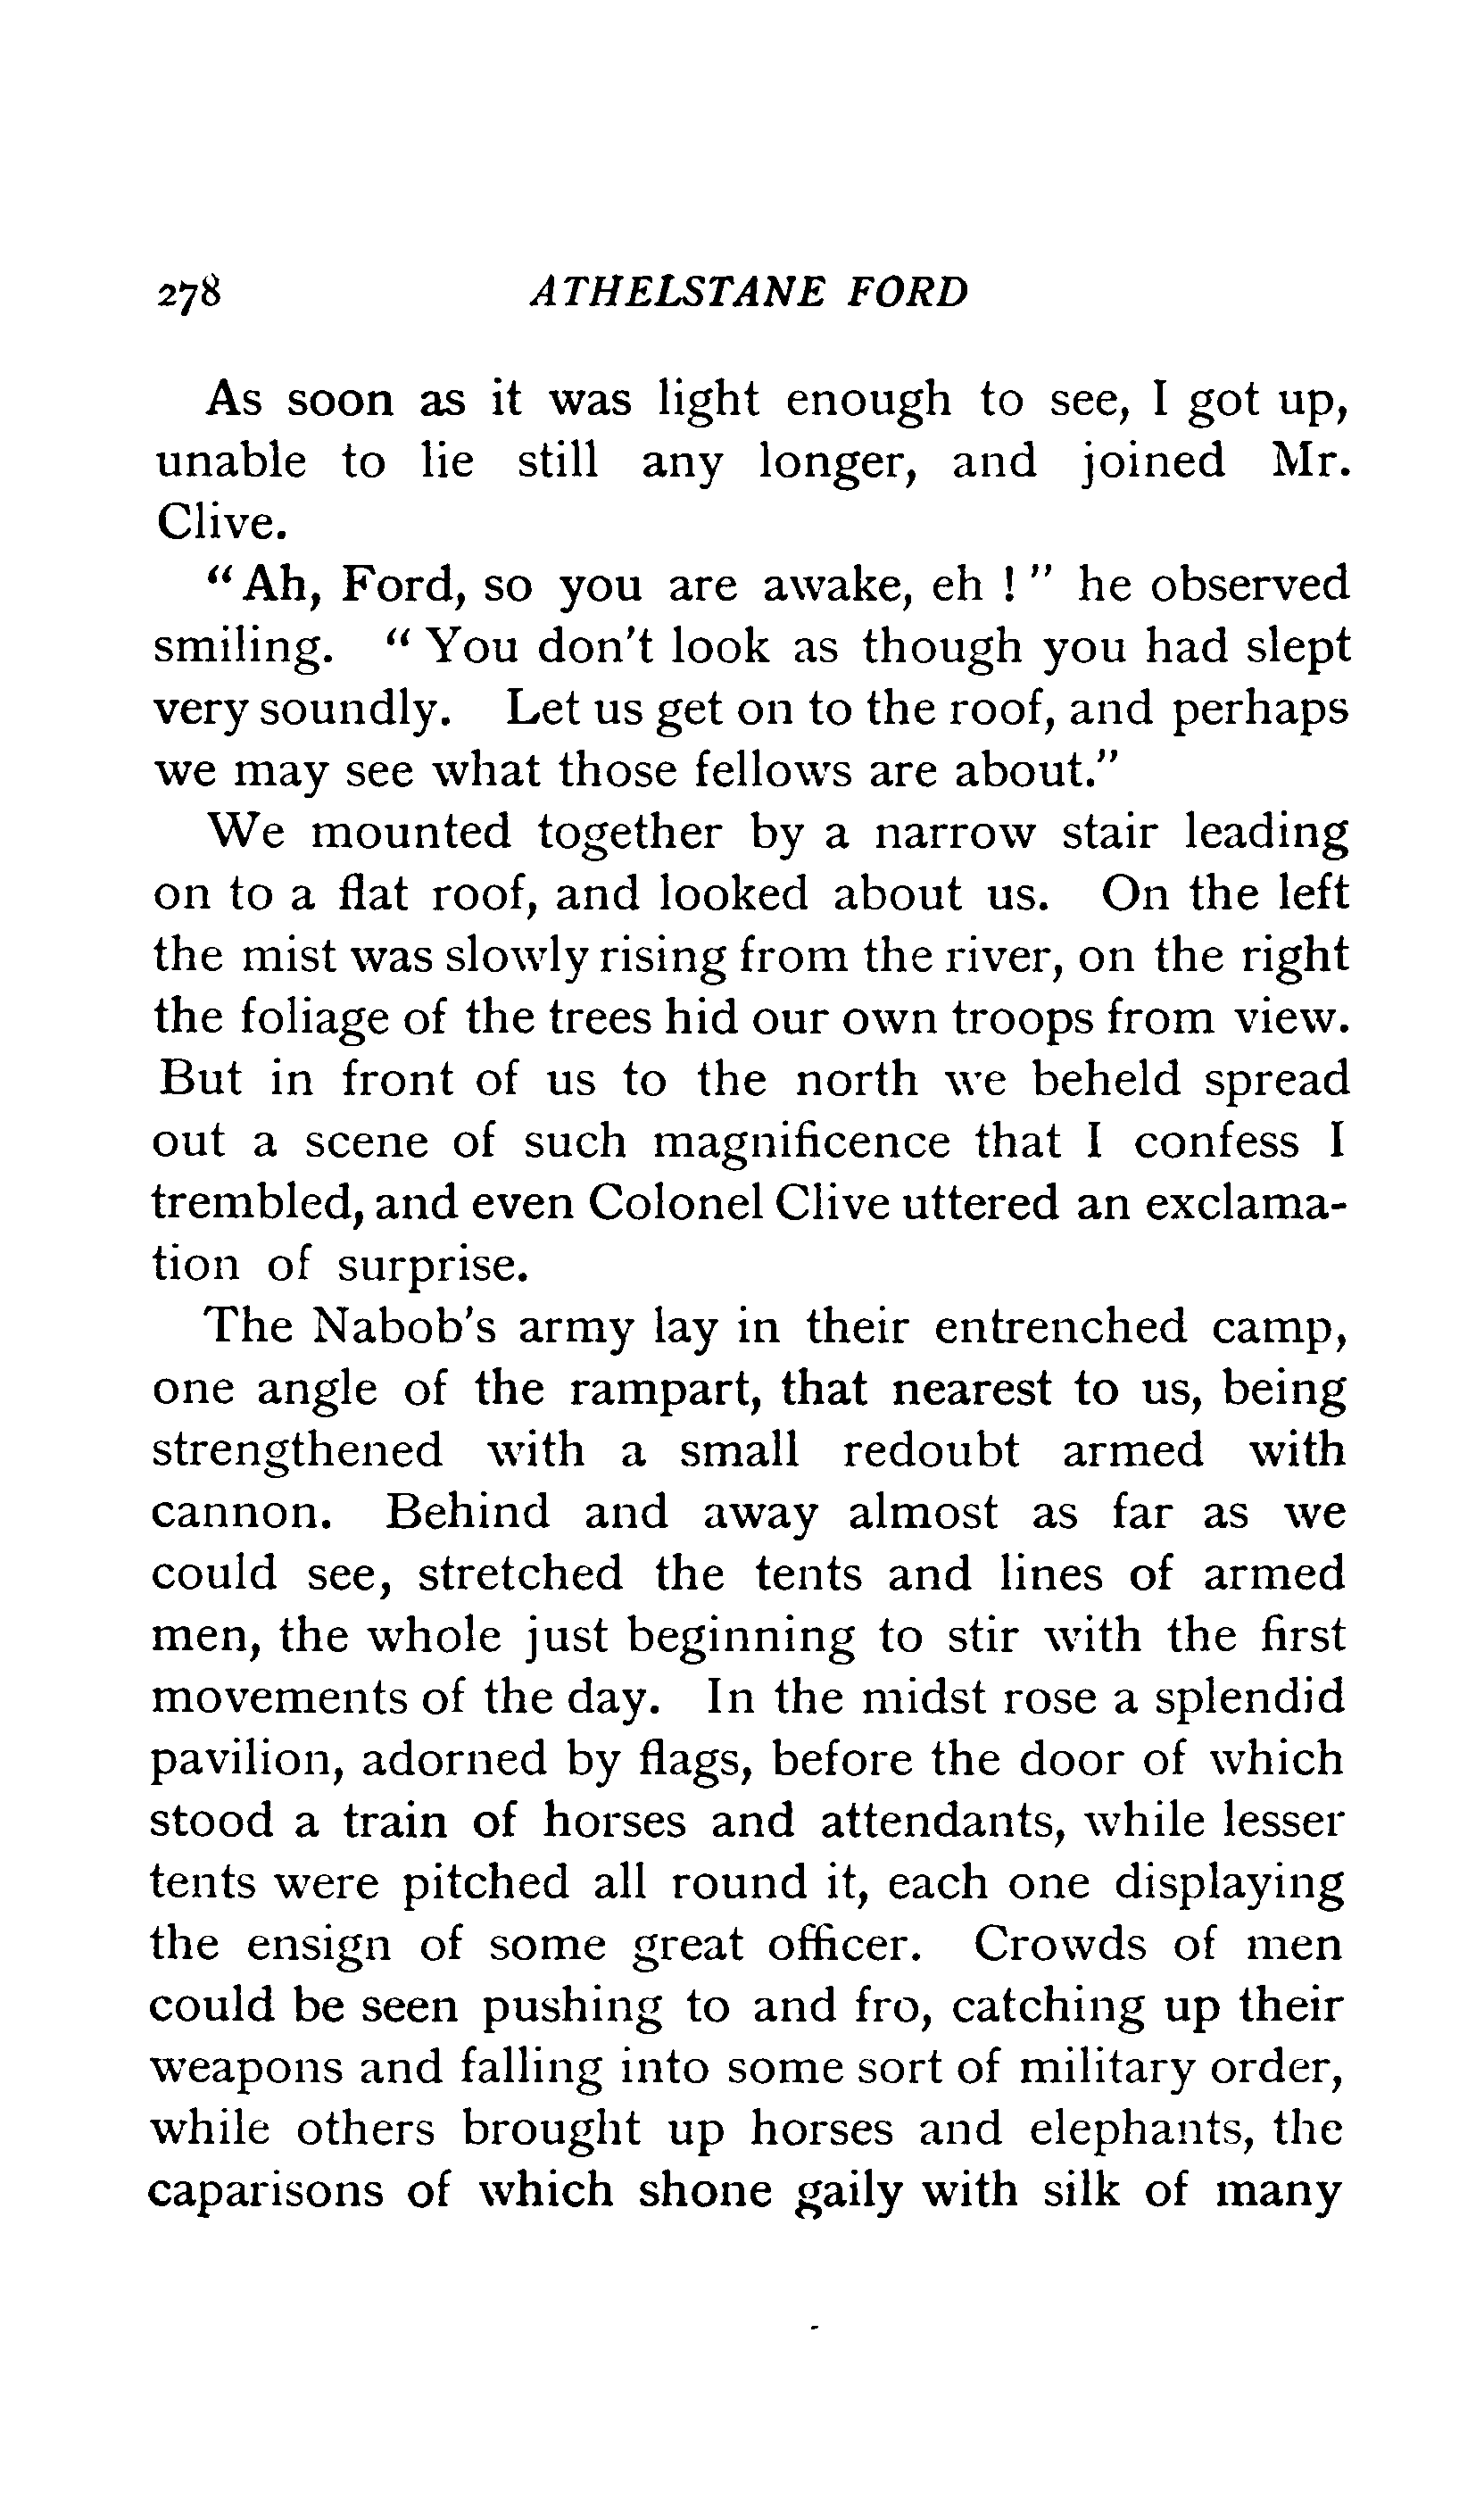 278 ATHELSTANE FORD
As soon as it was light enough to see, I got up,
unable to lie still any longer, and joined Mr.
Clive.
" Ah, Ford, so you are awake, eh ! " he observed
smiling. " You don't look as though you had slept
very soundly. Let us get on to the roof, and perhaps
we may see what those fellows are about."
We mounted together by a narrow stair leading
on to a flat roof, and looked about us. On the left
the mist was slowly rising from the river, on the right
the foliage of the trees hid our own troops from view.
But in front of us to the north we beheld spread
out a scene of such magnificence that I confess I
trembled, and even Colonel Clive uttered an exclama-
tion of surprise.
The Nabob's army lay in their entrenched camp,
one angle of the rampart, that nearest to us, being
strengthened with a small redoubt armed with
cannon. Behind and away almost as far as we
could see, stretched the tents and lines of armed
men, the whole just beginning to stir with the first
movements of the day. In the midst rose a splendid
pavilion, adorned by flags, before the door of which
stood a train of horses and attendants, while lesser
tents were pitched all round it, each one displaying
the ensign of some great officer. Crowds of men
could be seen pushing to and fro, catching up their
weapons and falling into some sort of military order,
while others brought up horses and elephants, the
caparisons of which shone gaily with silk of many